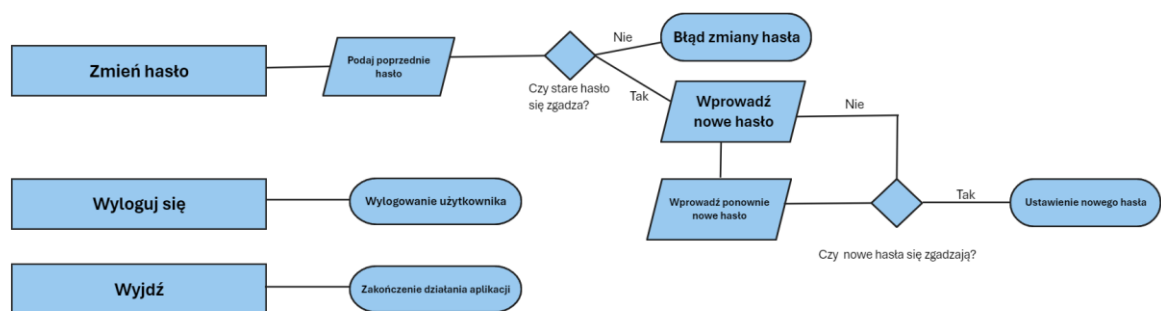 Zmień hasło
Podaj poprzednie
hasło
Czy stare hasło
się zgadza?
Nie
Błąd zmiany hasła
Tak
Wprowadź
nowe hasło
Nie
Wprowadź ponownie
nowe hasło
Czy  nowe hasła się zgadzają?
Tak
Ustawienie nowego hasła
Wyloguj się
Wylogowanie użytkownika
Wyjdź
Zakończenie działania aplikacji